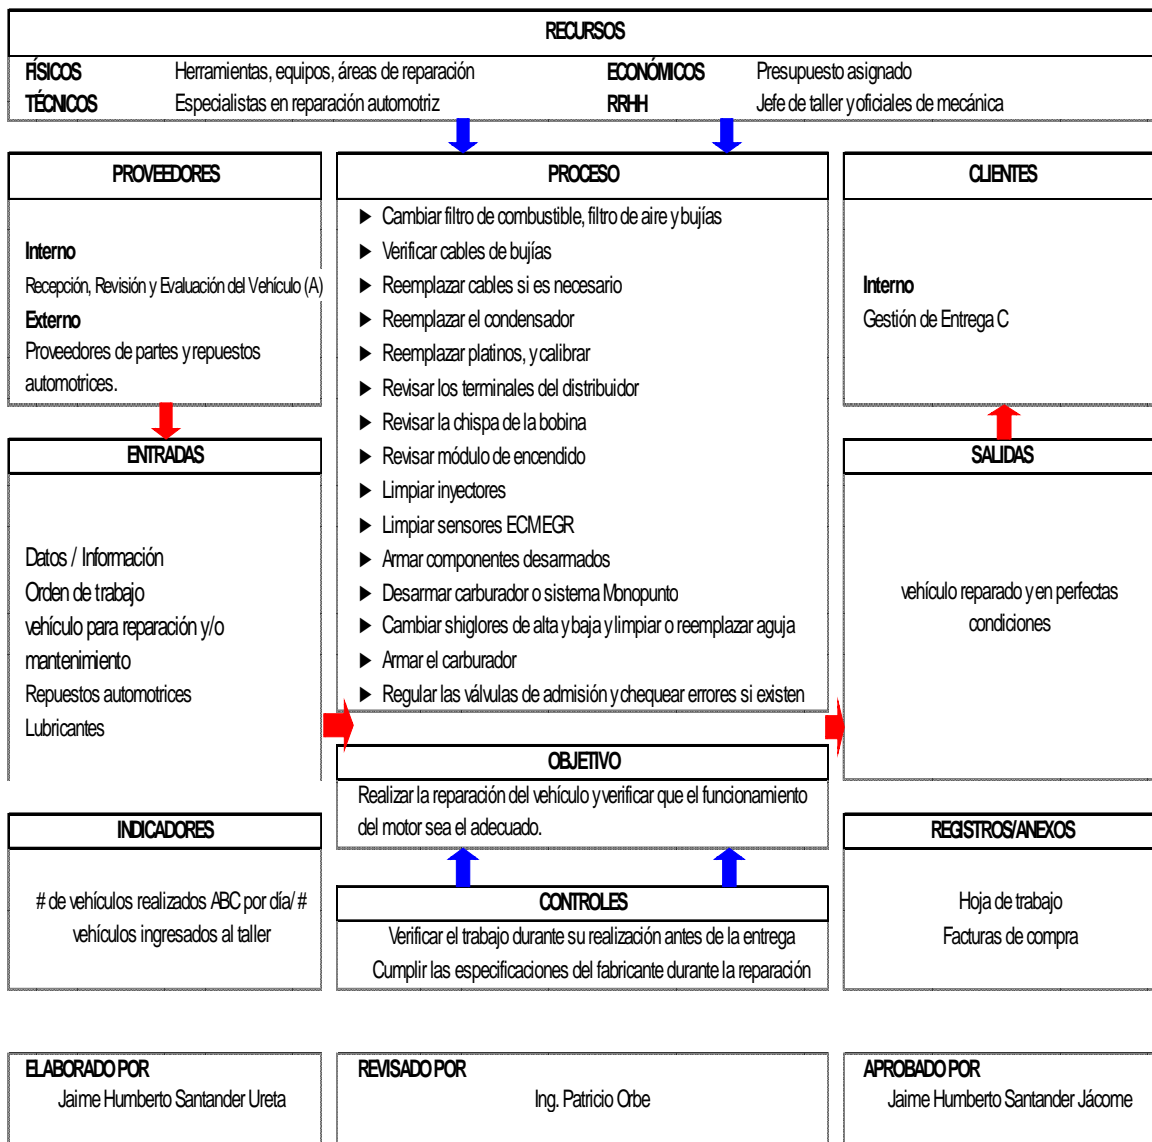 RECURSOS
FÍSICOS Herramientas, equipos, áreas de reparación ECONÓMICOS Presupuesto asignado
TÉCNICOS Especialistas en reparación automotriz RRHH Jefe de taller y oficiales de mecánica
PROVEEDORES
Interno
Recepción, Revisión y Evaluación del Vehículo (A)
Externo
Proveedores de partes y repuestos
automotrices.
ENTRADAS
Datos / Información
Orden de trabajo
vehículo para reparación y/o
mantenimiento
Repuestos automotrices
Lubricantes
INDICADORES
# de vehículos realizados ABC por día/ #
vehículos ingresados al taller
PROCESO
► Cambiar filtro de combustible, filtro de aire y bujías
► Verificar cables de bujías
► Reemplazar cables si es necesario
► Reemplazar el condensador
► Reemplazar platinos, y calibrar
► Revisar los terminales del distribuidor
► Revisar la chispa de la bobina
► Revisar módulo de encendido
► Limpiar inyectores
► Limpiar sensores ECM EGR
► Armar componentes desarmados
► Desarmar carburador o sistema Monopunto
► Cambiar shiglores de alta y baja y limpiar o reemplazar aguja
► Armar el carburador
► Regular las válvulas de admisión y chequear errores si existen
OBJETIVO
Realizar la reparación del vehículo y verificar que el funcionamiento
del motor sea el adecuado.
CONTROLES
Verificar el trabajo durante su realización antes de la entrega
Cumplir las especificaciones del fabricante durante la reparación
CLIENTES
Interno
Gestión de Entrega C
SALIDAS
vehículo reparado y en perfectas
condiciones
REGISTROS/ANEXOS
Hoja de trabajo
Facturas de compra
ELABORADO POR
Jaime Humberto Santander Ureta
REVISADO POR
Ing. Patricio Orbe
APROBADO POR
Jaime Humberto Santander Jácome